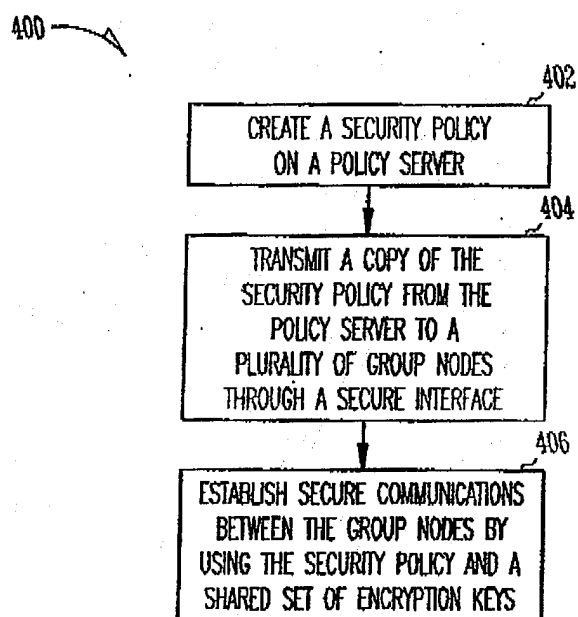 400
402
CREATE A SECURITY POLICY
ON A POLICY SERVER
404
TRANSMIT A COPY OF THE
SECURITY POLICY FROM THE
POLICY SERVER TO A
PLURALITY OF GROUP NODES
THROUGH A SECURE INTERFACE
406
ESTABLISH SECURE COMMUNICATIONS
BETWEEN THE GROUP NODES BY
USING THE SECURITY POLICY AND A
SHARED SET OF ENCRYPTION KEYS